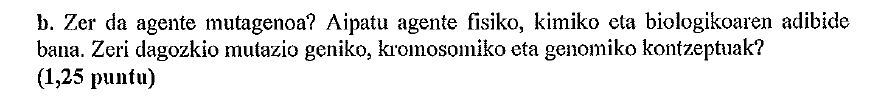 b. Zer da agente mutagenoa? Aipatu agente fisiko, kimiko eta biologikoaren adibide
bana. Zeri dagozkio mutazio geniko, kromosomiko eta genomiko kontzeptuak?
(1,25 puntu)